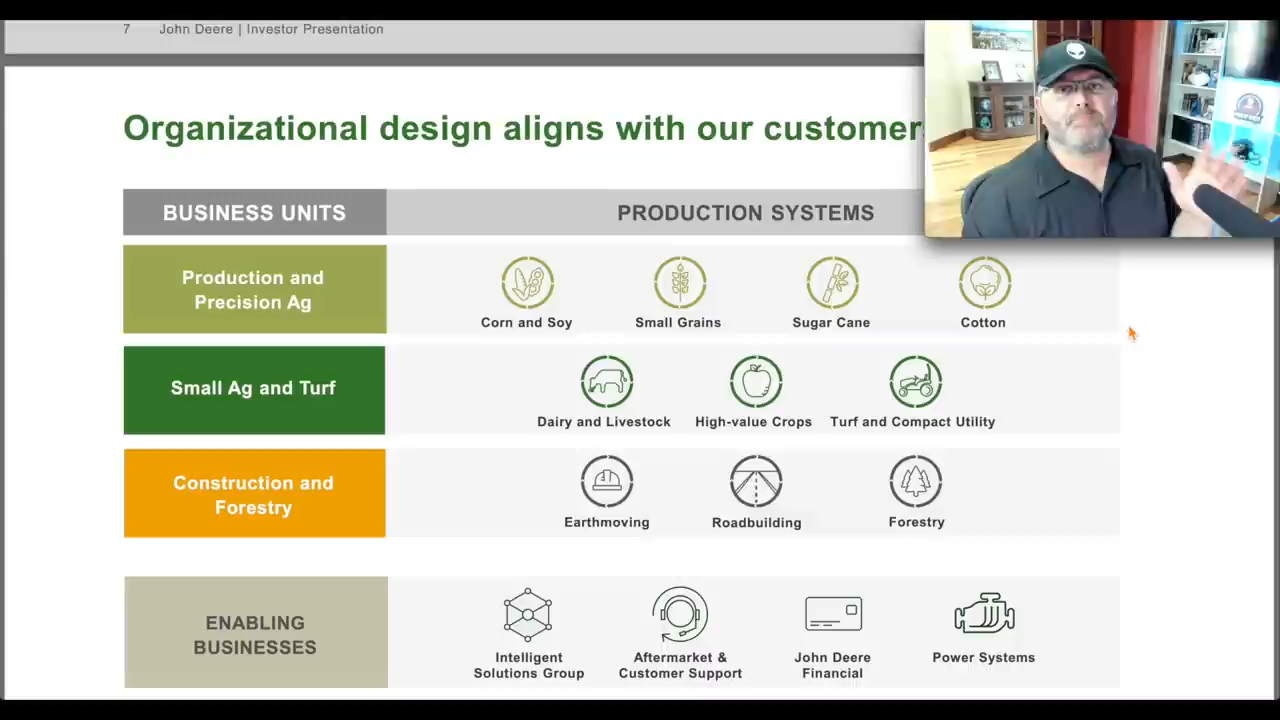 7 John Deere | Investor Presentation
Organizational design aligns with our customer
BUSINESS UNITS
PRODUCTION SYSTEMS
Production and
Precision Ag
Corn and Soy
Small Grains
Sugar Cane
Cotton
Small Ag and Turf
Dairy and Livestock
High-value Crops
Turf and Compact Utility
Construction and
Forestry
Earthmoving
Roadbuilding
Forestry
ENABLING
BUSINESSES
Intelligent
Solutions Group
Aftermarket &
Customer Support
John Deere
Financial
Power Systems